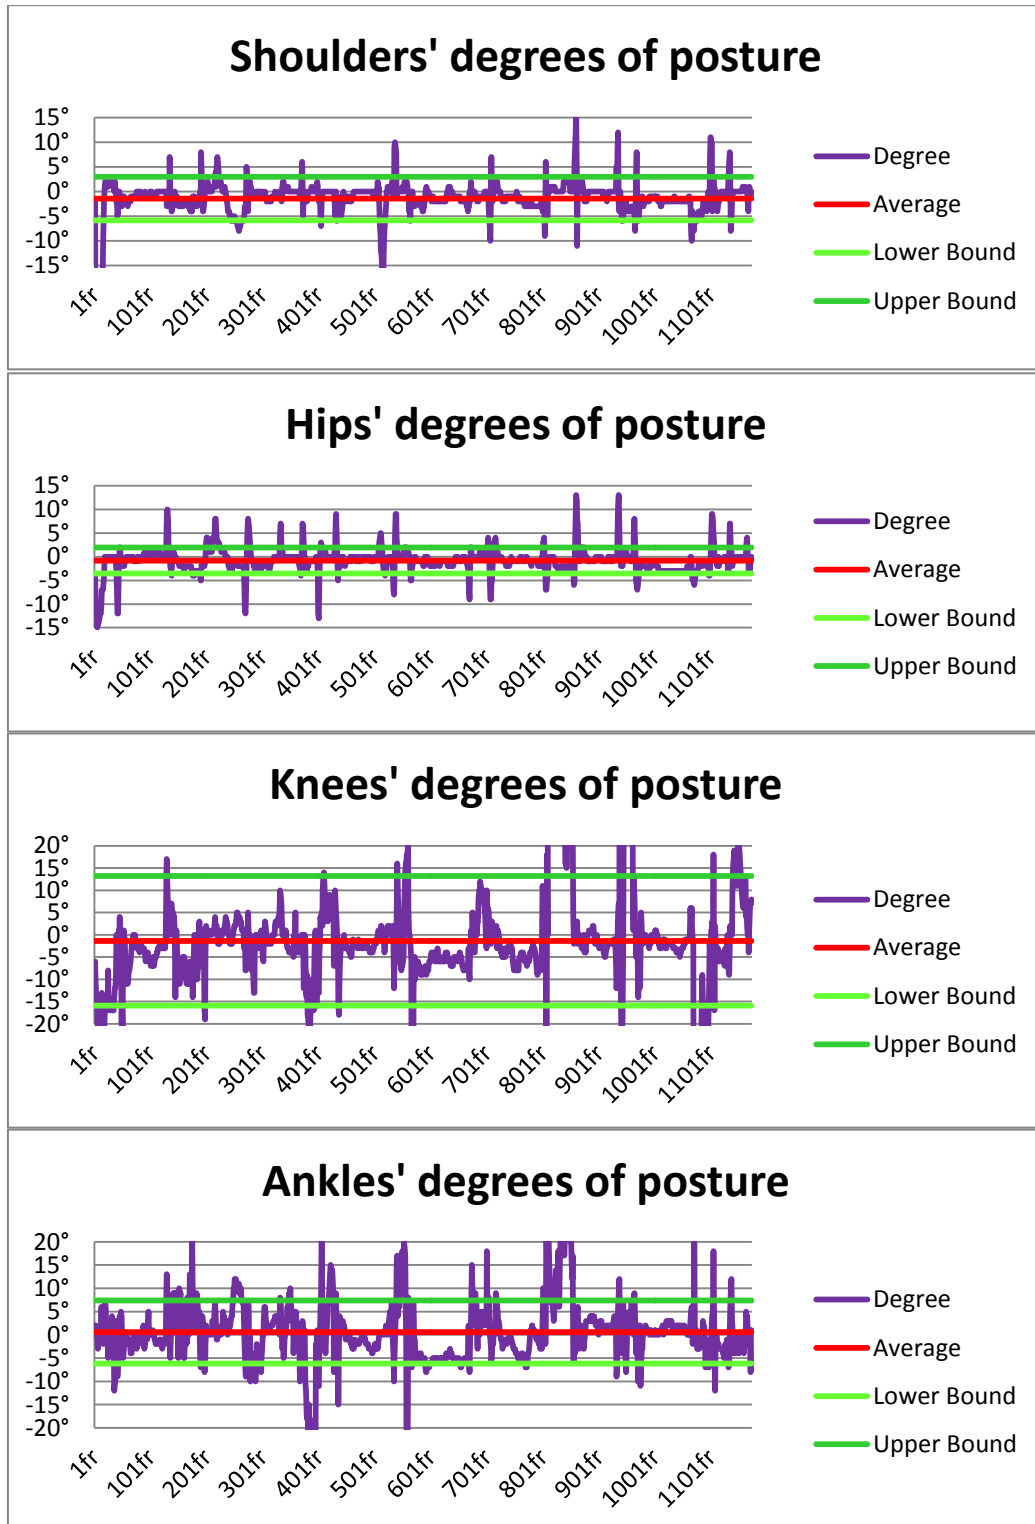 Shoulders' degrees of posture
15°
10°
5°
0°
-5°
-10°
-15°
1fr
101fr
201fr
301fr
401fr
501fr
601fr
701fr
801fr
901fr
1001fr
1101fr
Degree
Average
Lower Bound
Upper Bound
Hips' degrees of posture
15°
10°
5°
0°
-5°
-10°
-15°
1fr
101fr
201fr
301fr
401fr
501fr
601fr
701fr
801fr
901fr
1001fr
1101fr
Degree
Average
Lower Bound
Upper Bound
Knees' degrees of posture
20°
15°
10°
5°
0°
-5°
-10°
-15°
-20°
1fr
101fr
201fr
301fr
401fr
501fr
601fr
701fr
801fr
901fr
1001fr
1101fr
Degree
Average
Lower Bound
Upper Bound
Ankles' degrees of posture
20°
15°
10°
5°
0°
-5°
-10°
-15°
-20°
1fr
101fr
201fr
301fr
401fr
501fr
601fr
701fr
801fr
901fr
1001fr
1101fr
Degree
Average
Lower Bound
Upper Bound